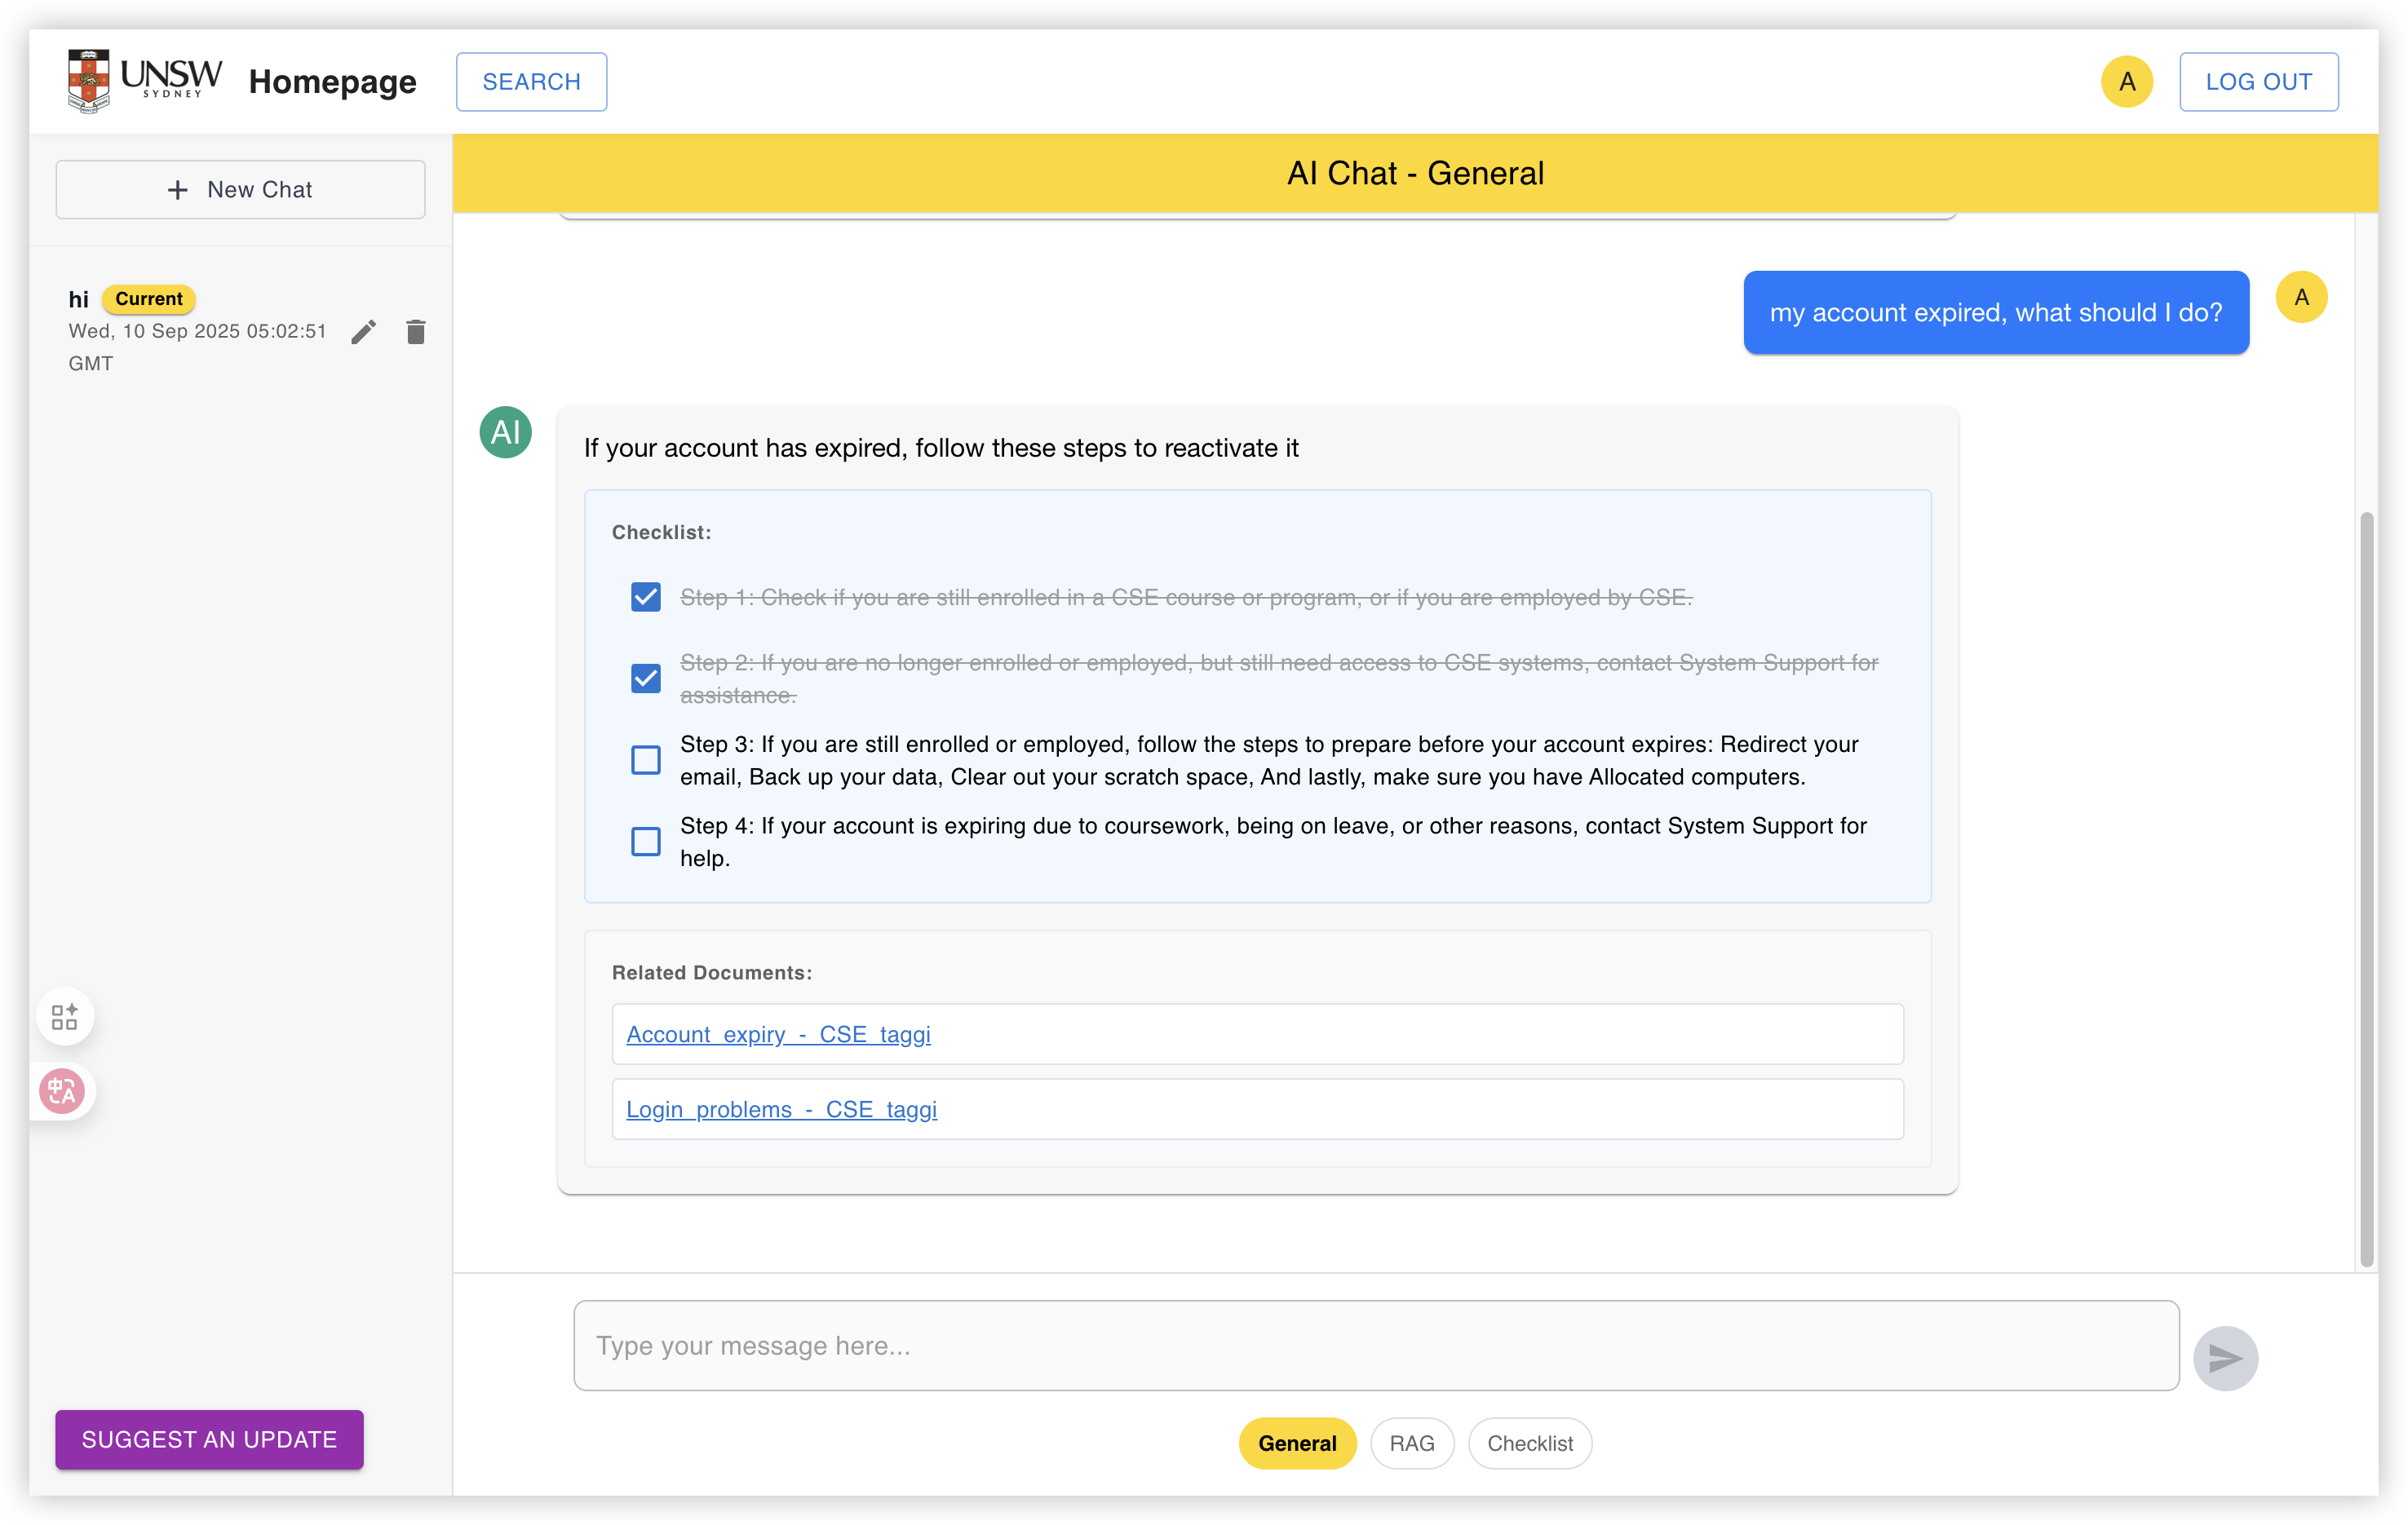 UNSW
SYDNEY
Homepage
SEARCH
A
LOG OUT
New Chat
AI Chat - General
hi
Current
Wed, 10 Sep 2025 05:02:51
GMT
my account expired, what should I do?
A
AI
If your account has expired, follow these steps to reactivate it
Checklist:
Step 1: Check if you are still enrolled in a CSE course or program, or if you are employed by CSE.
Step 2: If you are no longer enrolled or employed, but still need access to CSE systems, contact System Support for
assistance.
Step 3: If you are still enrolled or employed, follow the steps to prepare before your account expires: Redirect your
email, Back up your data, Clear out your scratch space, And lastly, make sure you have Allocated computers.
Step 4: If your account is expiring due to coursework, being on leave, or other reasons, contact System Support for
help.
Related Documents:
Account_expiry_-_CSE_taggi
Login_problems_-_CSE_taggi
Type your message here...
SUGGEST AN UPDATE
General
RAG
Checklist